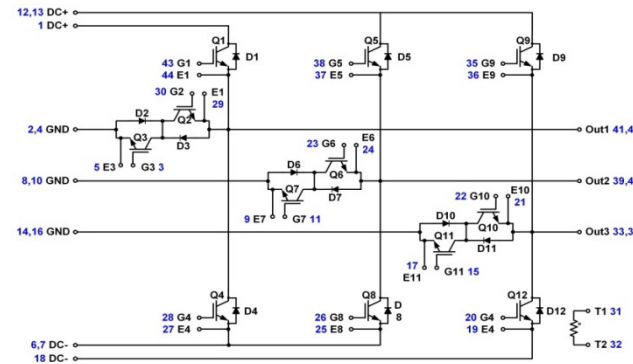 12,13 DC+
1 DC+
Q1
D1
43 G1
44 E1
Q5
D5
38 G5
37 E5
Q9
D9
35 G9
36 E9
30 G2
E1
29
D2
Q2
Q3
D3
2,4 GND
Out1 41,4
5 E3
G3 3
23 G6
E6
24
D6
Q6
Q7
D7
8,10 GND
Out2 39,4
9 E7
G7 11
22 G10
E10
21
D10
Q10
Q11
D11
14,16 GND
Out3 33,3
17
E11
G11 15
Q4
D4
28 G4
27 E4
Q8
D
8
26 G8
25 E8
Q12
D12
20 G4
19 E4
T1 31
T2 32
6,7 DC-
18 DC-